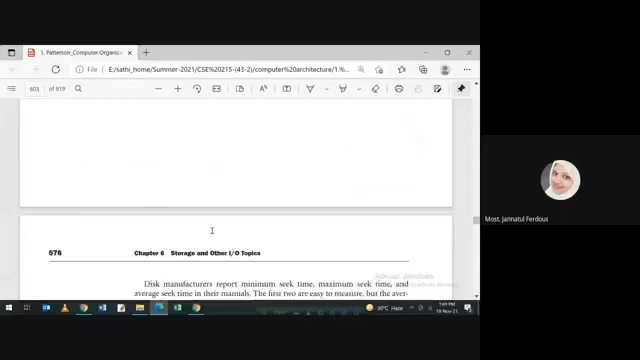 1. Patterson_Computer.Organiza
File
E:/sathi_home/Summer-2021/CSE%20215-(43-2)/computer%20architecture/1.%...
603 of 919
576 Chapter 6 Storage and Other I/O Topics
Disk manufacturers report minimum seek time, maximum seek time, and
average seek time in their manuals. The first two are easy to measure, but the aver-
Activate Windows
Most. Jannatul Ferdous
30°C Haze
1:49 PM
18-Nov-21